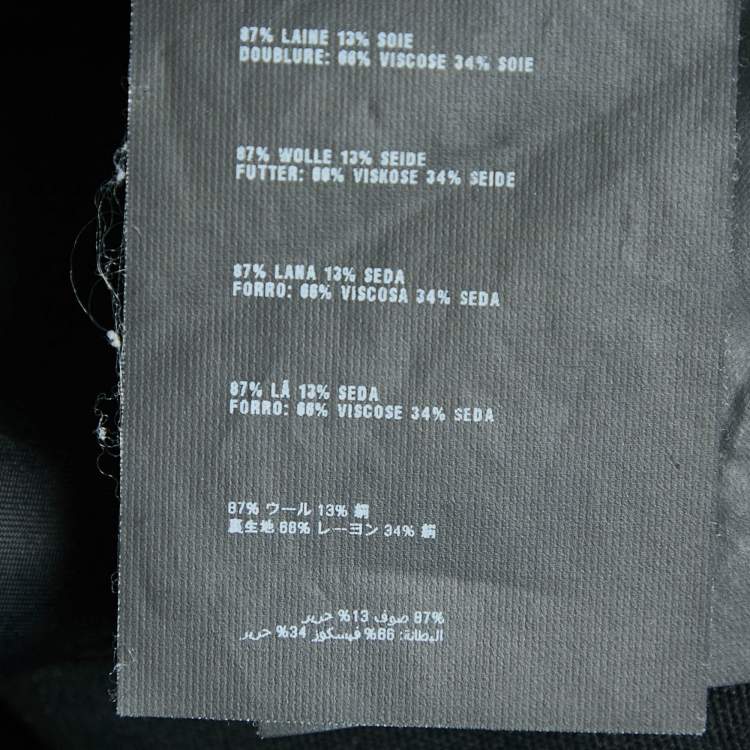 87% LAINE 13% SOIE
DOUBLURE: 66% VISCOSE 34% SOIE
87% WOLLE 13% SEIDE
FUTTER: 66% VISKOSE 34% SEIDE
87% LANA 13% SEDA
FORRO: 66% VISCOSA 34% SEDA
87% LÃ 13% SEDA
FORRO: 66% VISCOSE 34% SEDA
87% ウール 13% 絹
裏生地 66% レーヨン 34% 絹
87% صوف 13% حرير
البطانة: 66% فيسكوز 34% حرير